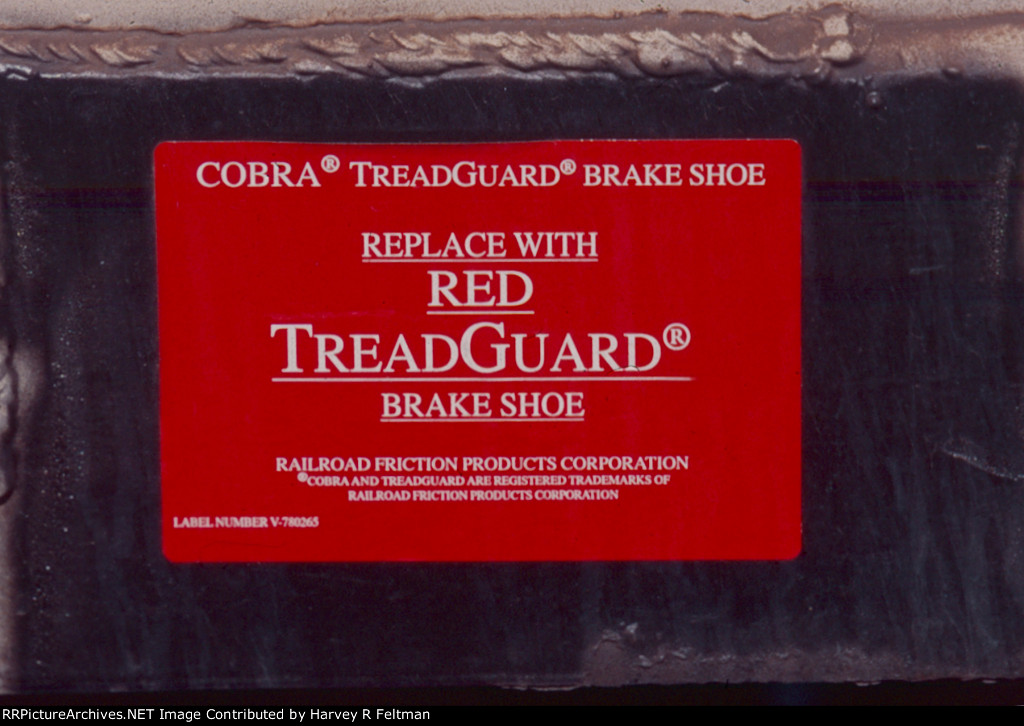 COBRA® TREADGUARD® BRAKE SHOE
REPLACE WITH
RED
TREADGUARD®
BRAKE SHOE
RAILROAD FRICTION PRODUCTS CORPORATION
®COBRA AND TREADGUARD ARE REGISTERED TRADEMARKS OF
RAILROAD FRICTION PRODUCTS CORPORATION
LABEL NUMBER V-780265
RRPictureArchives.NET Image Contributed by Harvey R Feltman